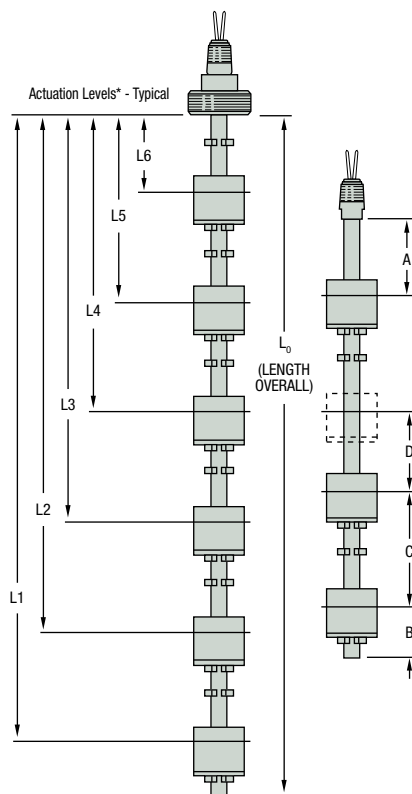 Actuation Levels* - Typical
L6
L5
L4
L3
L2
L1
L₀
(LENGTH
OVERALL)
A
D
C
B